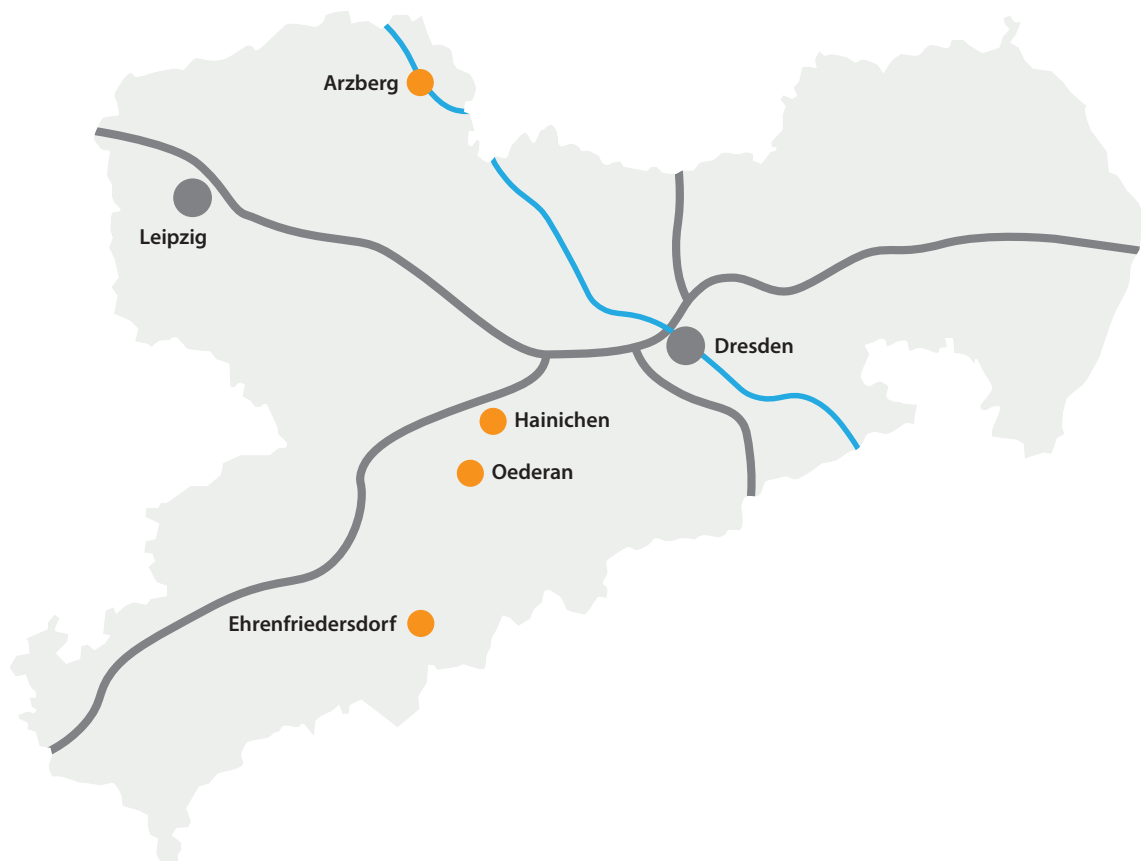 Arzberg
Leipzig
Dresden
Hainichen
Oederan
Ehrenfriedersdorf